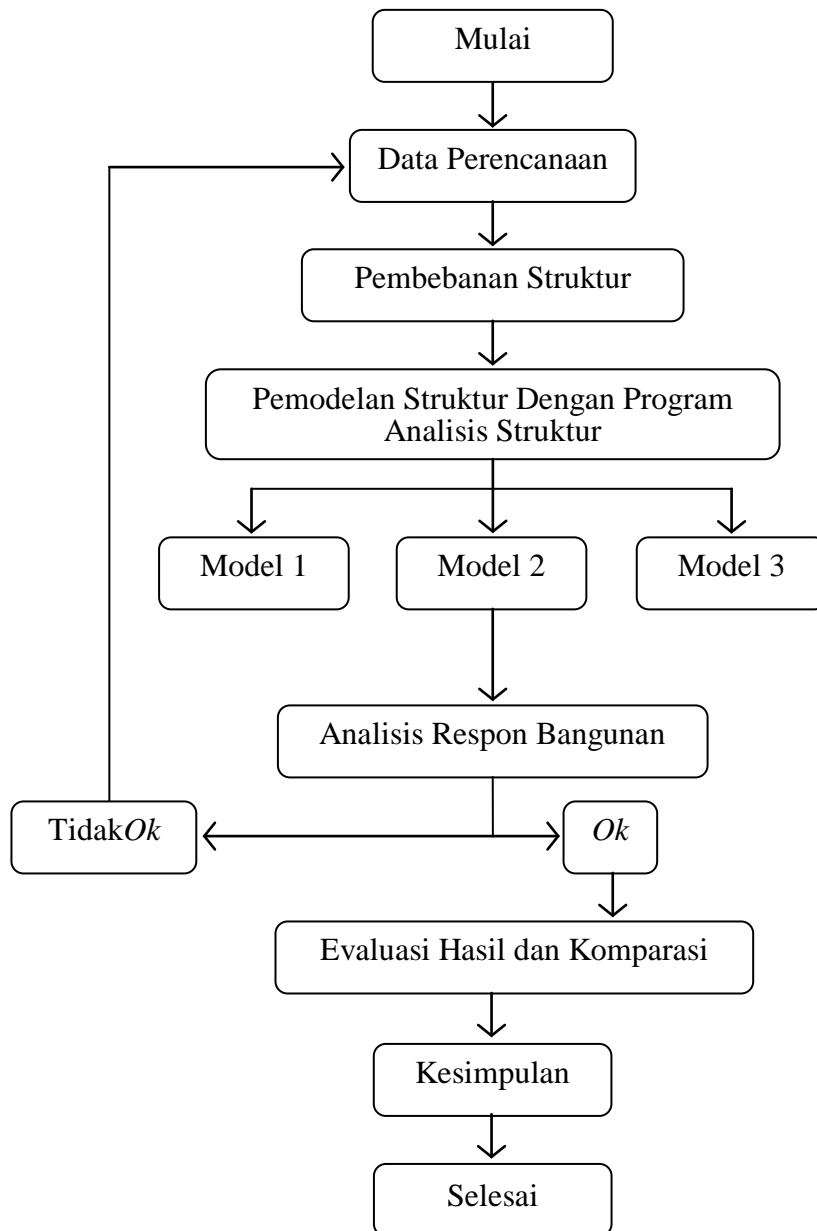 Mulai
Data Perencanaan
Pembebanan Struktur
Pemodelan Struktur Dengan Program
Analisis Struktur
Model 1
Model 2
Model 3
Analisis Respon Bangunan
TidakOk
Ok
Evaluasi Hasil dan Komparasi
Kesimpulan
Selesai